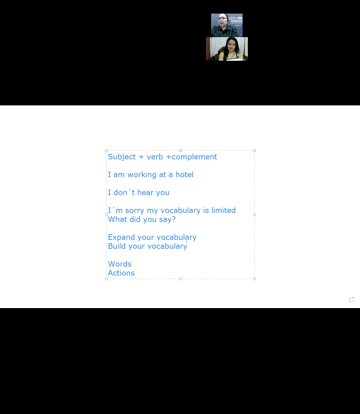 Subject + verb +complement
I am working at a hotel
I don´t hear you
I´m sorry my vocabulary is limited
What did you say?
Expand your vocabulary
Build your vocabulary
Words
Actions